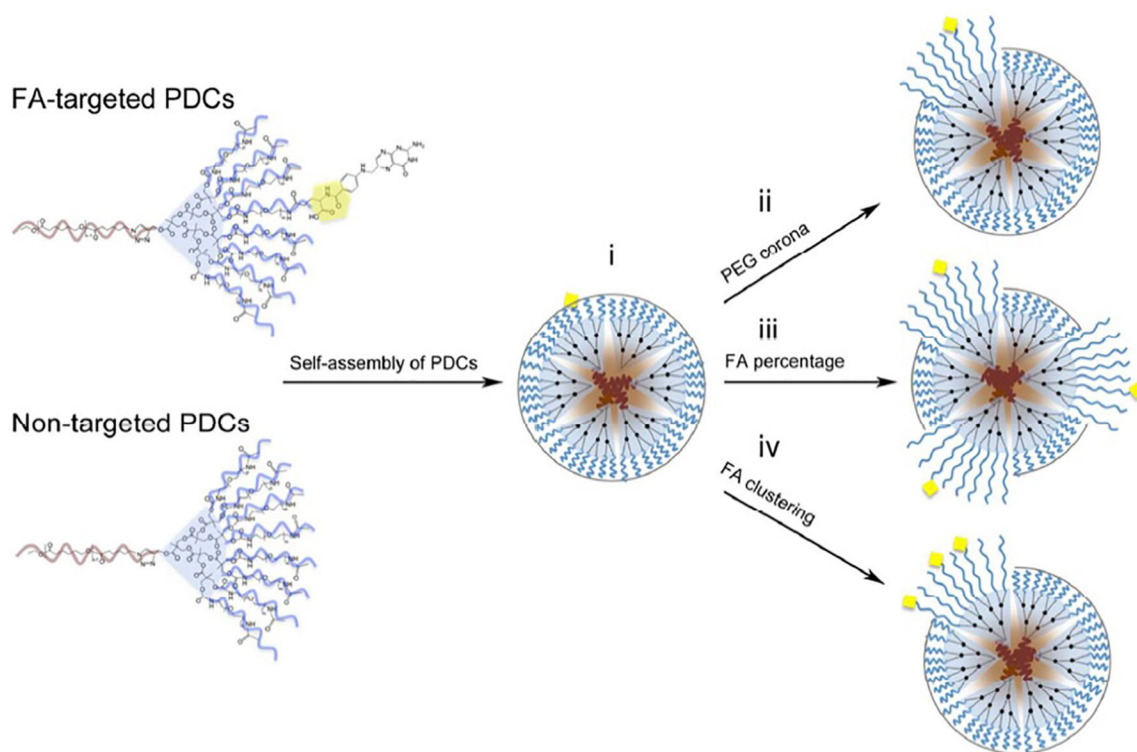 FA-targeted PDCs
Non-targeted PDCs
Self-assembly of PDCs
i
ii
PEG corona
iii
FA percentage
iv
FA clustering